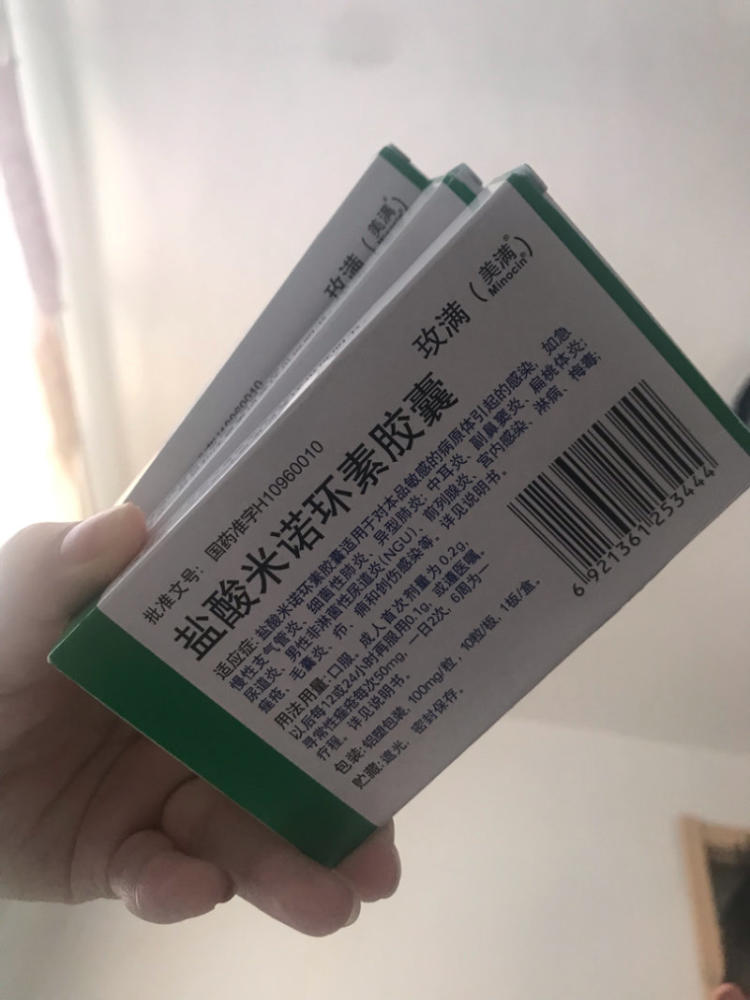 玫满(美满®
玫满(美满®
Minocin®)
批准文号：国药准字H10960010
盐酸米诺环素胶囊
适应症:盐酸米诺环素胶囊适用于对本品敏感的病原体引起的感染，如急
慢性支气管炎、细菌性肺炎、异型肺炎;中耳炎、副鼻窦炎、扁桃体炎;
尿道炎、男性非淋菌性尿道炎(NGU)、前列腺炎、宫内感染、淋病、梅毒;
痤疮、毛囊炎、疖、痈和创伤感染等。详见说明书。
用法用量:口服。成人首次剂量为0.2g,
以后每12或24小时再服用0.1g, 或遵医嘱。
寻常性痤疮每次50mg, 一日2次, 6周为一
疗程。详见说明书。
包装:铝塑包装, 100mg/粒, 10粒/板, 1板/盒。
贮藏:遮光，密封保存。
6 921361 253444